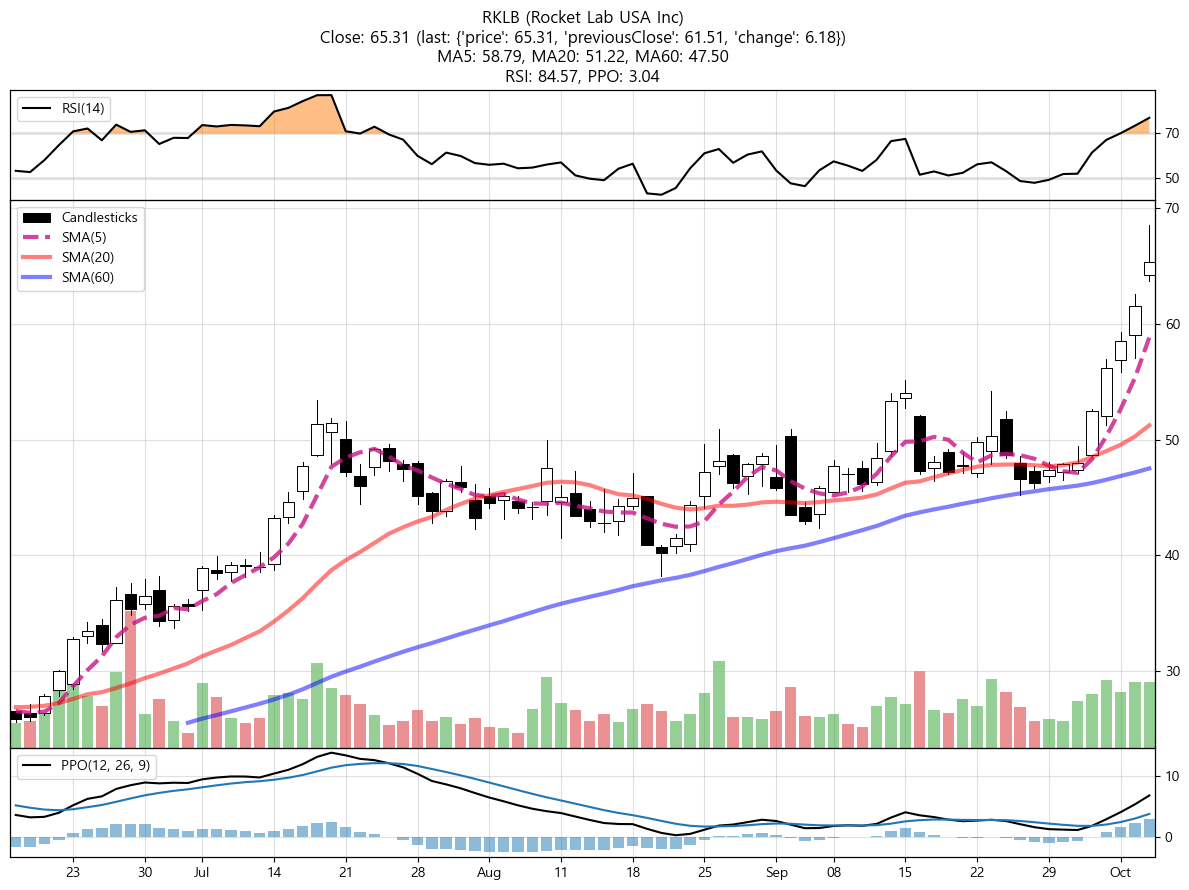 RKLB (Rocket Lab USA Inc)
Close: 65.31 (last: {'price': 65.31, 'previousClose': 61.51, 'change': 6.18})
MA5: 58.79, MA20: 51.22, MA60: 47.50
RSI: 84.57, PPO: 3.04
RSI(14)
70
50
Candlesticks
SMA(5)
SMA(20)
SMA(60)
70
60
50
40
30
PPO(12, 26, 9)
10
0
23 30 Jul 14 21 28 Aug 11 18 25 Sep 08 15 22 29 Oct